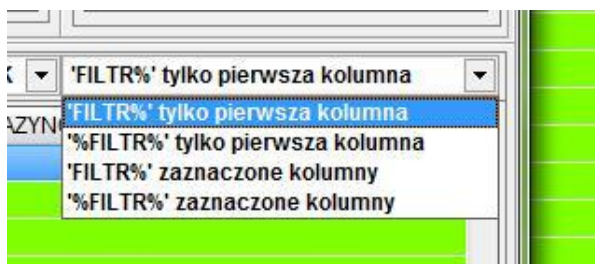 'FILTR%' tylko pierwsza kolumna
'FILTR%' tylko pierwsza kolumna
'%FILTR%' tylko pierwsza kolumna
'FILTR%' zaznaczone kolumny
'%FILTR%' zaznaczone kolumny